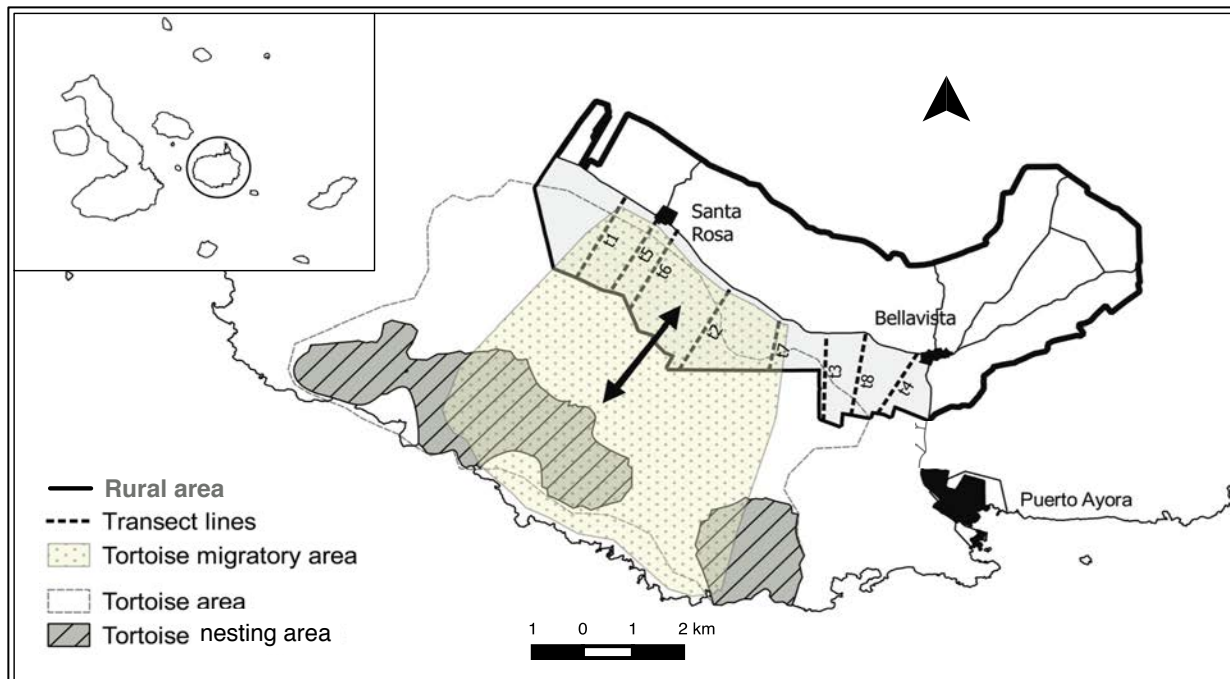 Santa
Rosa
t1
t5
t6
t2
t7
Bellavista
t3
t8
t4
Puerto Ayora
Rural area
Transect lines
Tortoise migratory area
Tortoise area
Tortoise nesting area
1 0 1 2 km